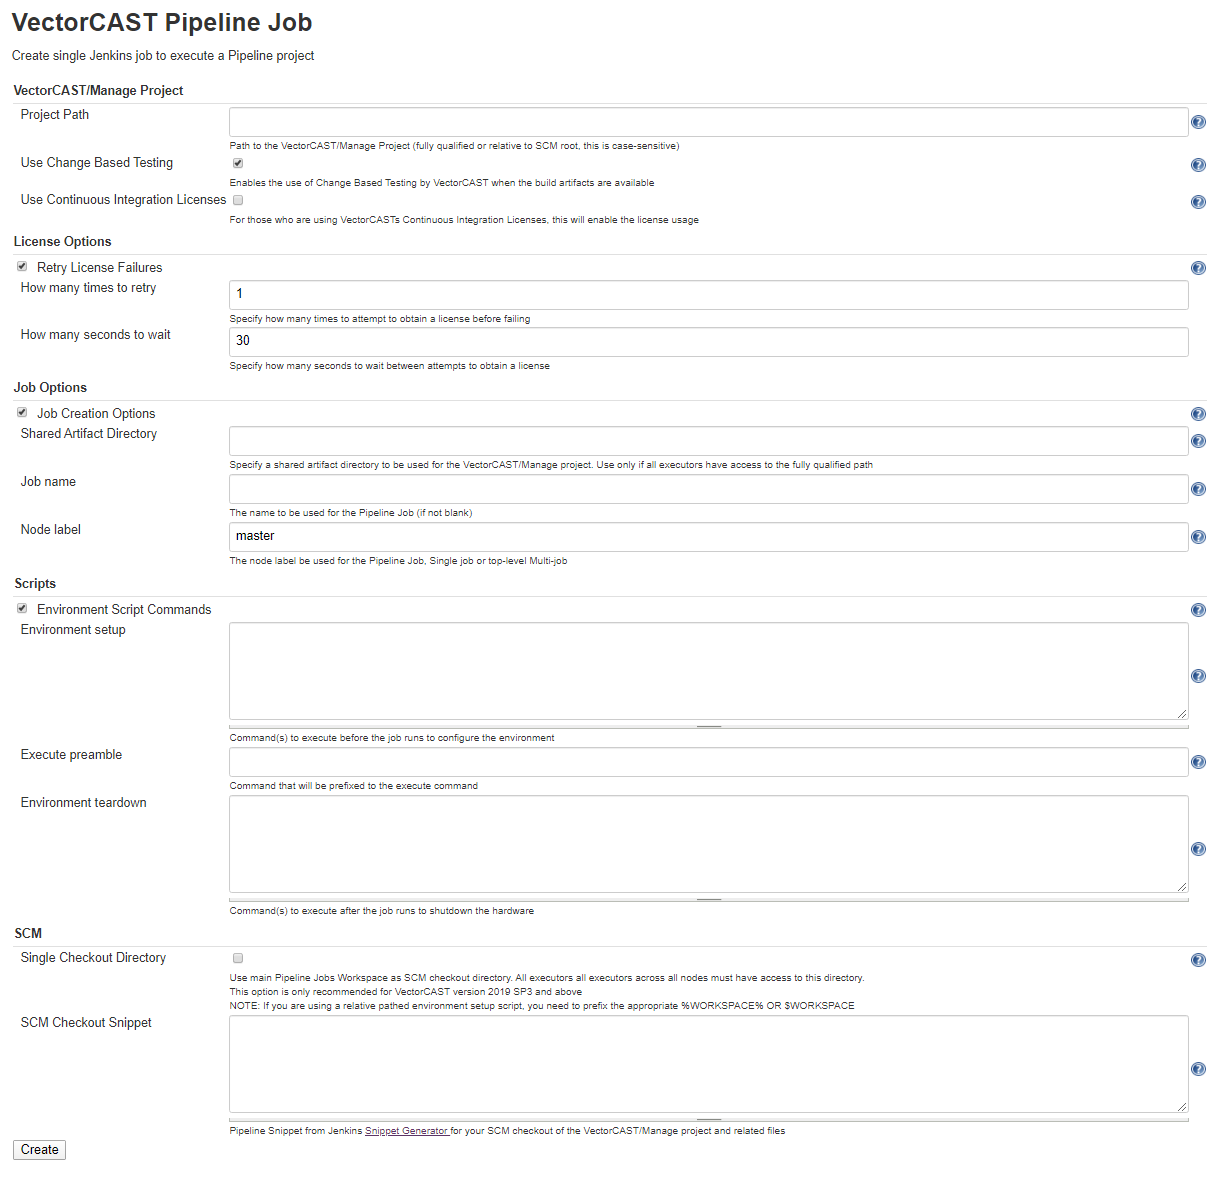 VectorCAST Pipeline Job
Create single Jenkins job to execute a Pipeline project
VectorCAST/Manage Project
Project Path
Path to the VectorCAST/Manage Project (fully qualified or relative to SCM root, this is case-sensitive)
Use Change Based Testing
Enables the use of Change Based Testing by VectorCAST when the build artifacts are available
Use Continuous Integration Licenses
For those who are using VectorCASTs Continuous Integration Licenses, this will enable the license usage
License Options
Retry License Failures
How many times to retry
1
Specify how many times to attempt to obtain a license before failing
How many seconds to wait
30
Specify how many seconds to wait between attempts to obtain a license
Job Options
Job Creation Options
Shared Artifact Directory
Specify a shared artifact directory to be used for the VectorCAST/Manage project. Use only if all executors have access to the fully qualified path
Job name
The name to be used for the Pipeline Job (if not blank)
Node label
master
The node label be used for the Pipeline Job, Single job or top-level Multi-job
Scripts
Environment Script Commands
Environment setup
Command(s) to execute before the job runs to configure the environment
Execute preamble
Command that will be prefixed to the execute command
Environment teardown
Command(s) to execute after the job runs to shutdown the hardware
SCM
Single Checkout Directory
Use main Pipeline Jobs Workspace as SCM checkout directory. All executors all executors across all nodes must have access to this directory.
This option is only recommended for VectorCAST version 2019 SP3 and above
NOTE: If you are using a relative pathed environment setup script, you need to prefix the appropriate %WORKSPACE% OR $WORKSPACE
SCM Checkout Snippet
Pipeline Snippet from Jenkins Snippet Generator for your SCM checkout of the VectorCAST/Manage project and related files
Create